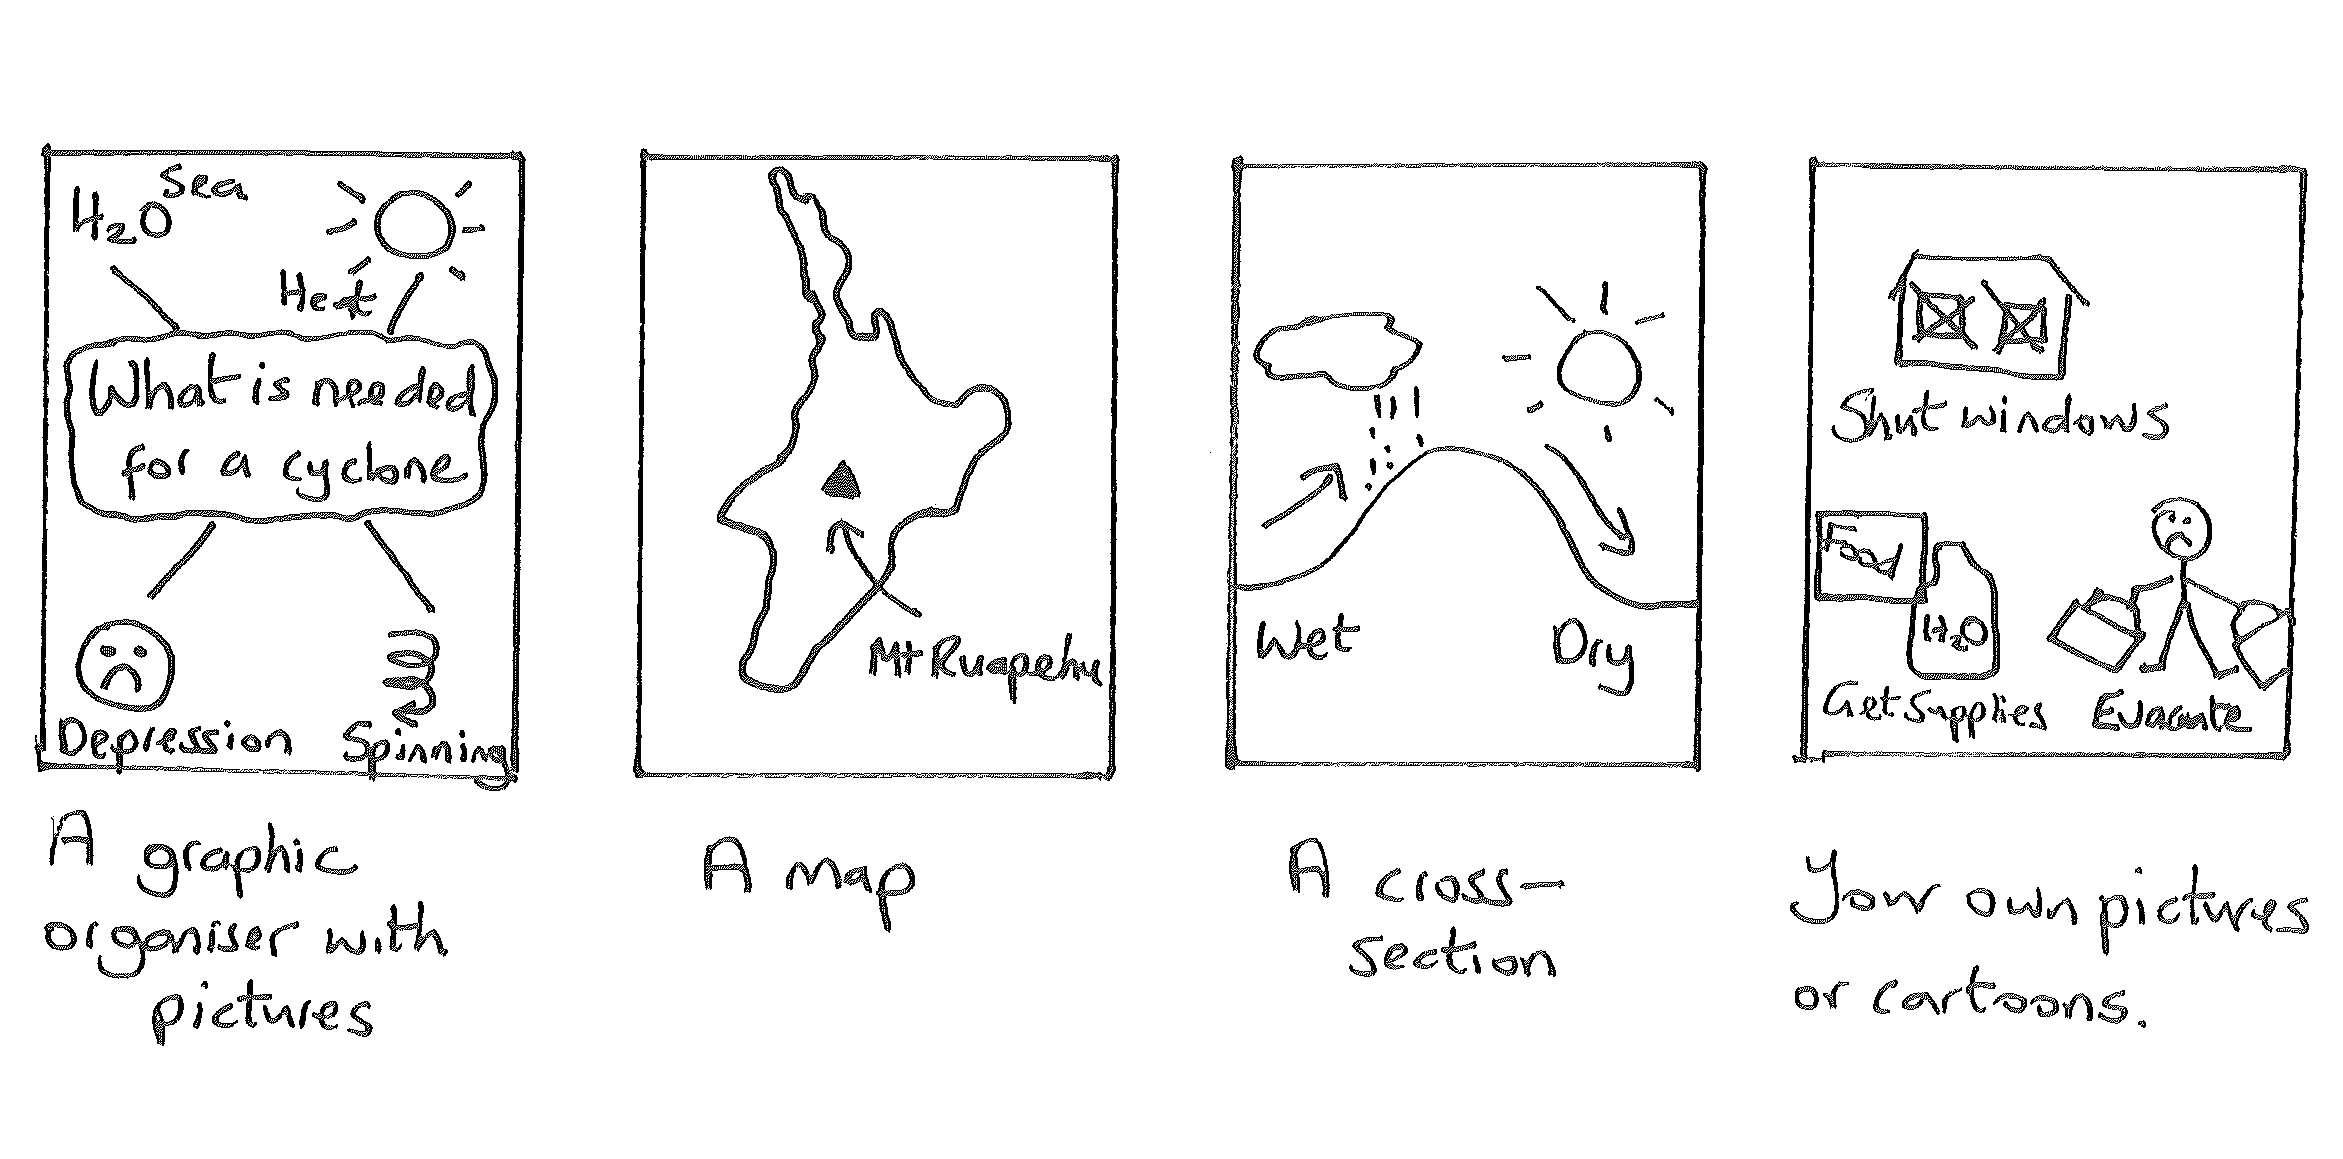 H₂O Sea
Heat
What is needed
for a cyclone
Depression
Spinning
A graphic
organiser with
pictures
Mt Ruapehu
A map
Wet
Dry
A cross-
section
Shut windows
Food
H₂O
Get Supplies
Evacuate
Your own pictures
or cartoons.